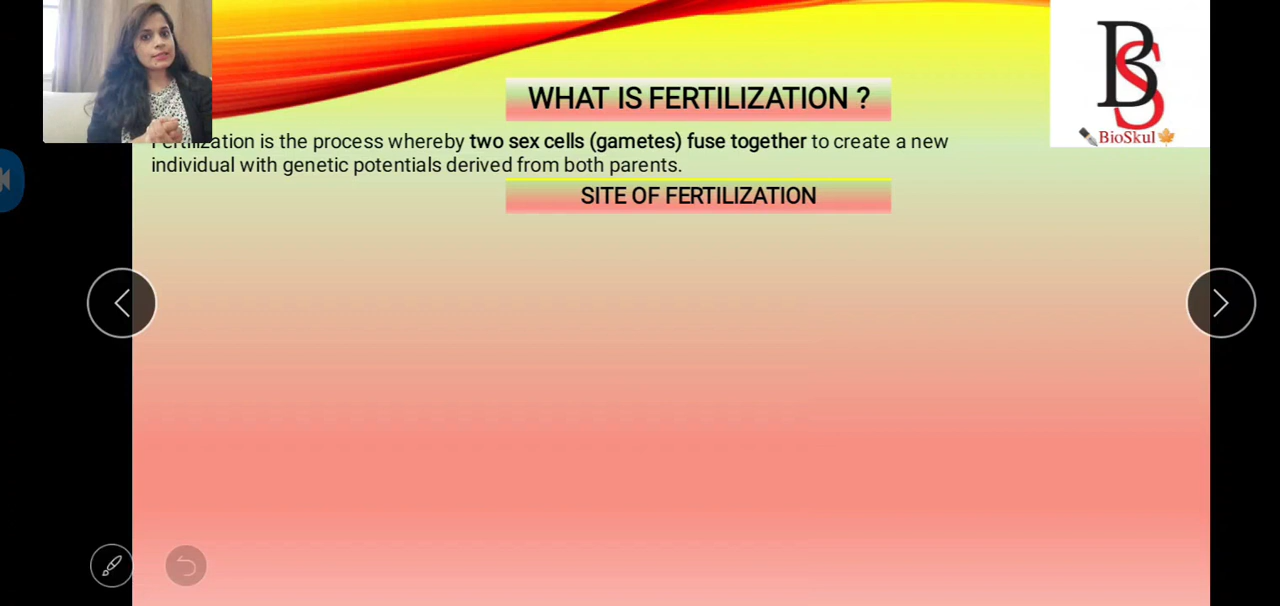 WHAT IS FERTILIZATION ?
Fertilization is the process whereby two sex cells (gametes) fuse together to create a new
individual with genetic potentials derived from both parents.
SITE OF FERTILIZATION
BS
BioSkul